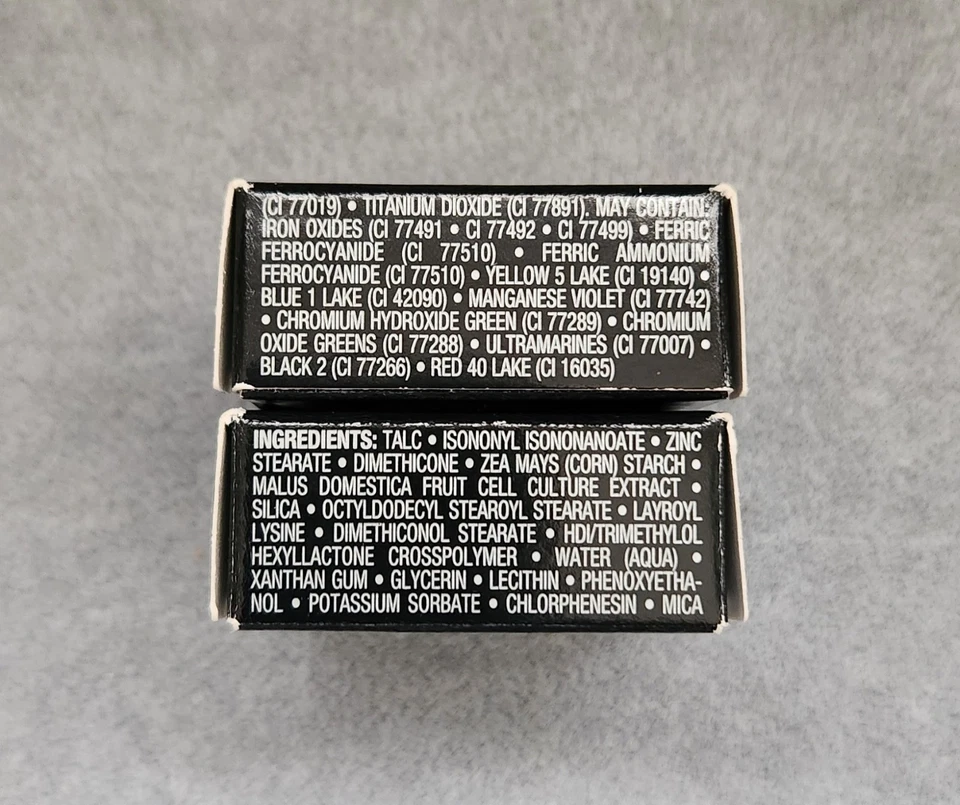 (CI 77019) • TITANIUM DIOXIDE (CI 77891). MAY CONTAIN:
IRON OXIDES (CI 77491 • CI 77492 • CI 77499) • FERRIC
FERROCYANIDE (CI 77510) • FERRIC AMMONIUM
FERROCYANIDE (CI 77510) • YELLOW 5 LAKE (CI 19140) •
BLUE 1 LAKE (CI 42090) • MANGANESE VIOLET (CI 77742)
• CHROMIUM HYDROXIDE GREEN (CI 77289) • CHROMIUM
OXIDE GREENS (CI 77288) • ULTRAMARINES (CI 77007) •
BLACK 2 (CI 77266) • RED 40 LAKE (CI 16035)
INGREDIENTS: TALC • ISONONYL ISONONANOATE • ZINC
STEARATE • DIMETHICONE • ZEA MAYS (CORN) STARCH •
MALUS DOMESTICA FRUIT CELL CULTURE EXTRACT •
SILICA • OCTYLDODECYL STEAROYL STEARATE • LAYROYL
LYSINE • DIMETHICONOL STEARATE • HDI/TRIMETHYLOL
HEXYLLACTONE CROSSPOLYMER • WATER (AQUA) •
XANTHAN GUM • GLYCERIN • LECITHIN • PHENOXYETHA-
NOL • POTASSIUM SORBATE • CHLORPHENESIN • MICA